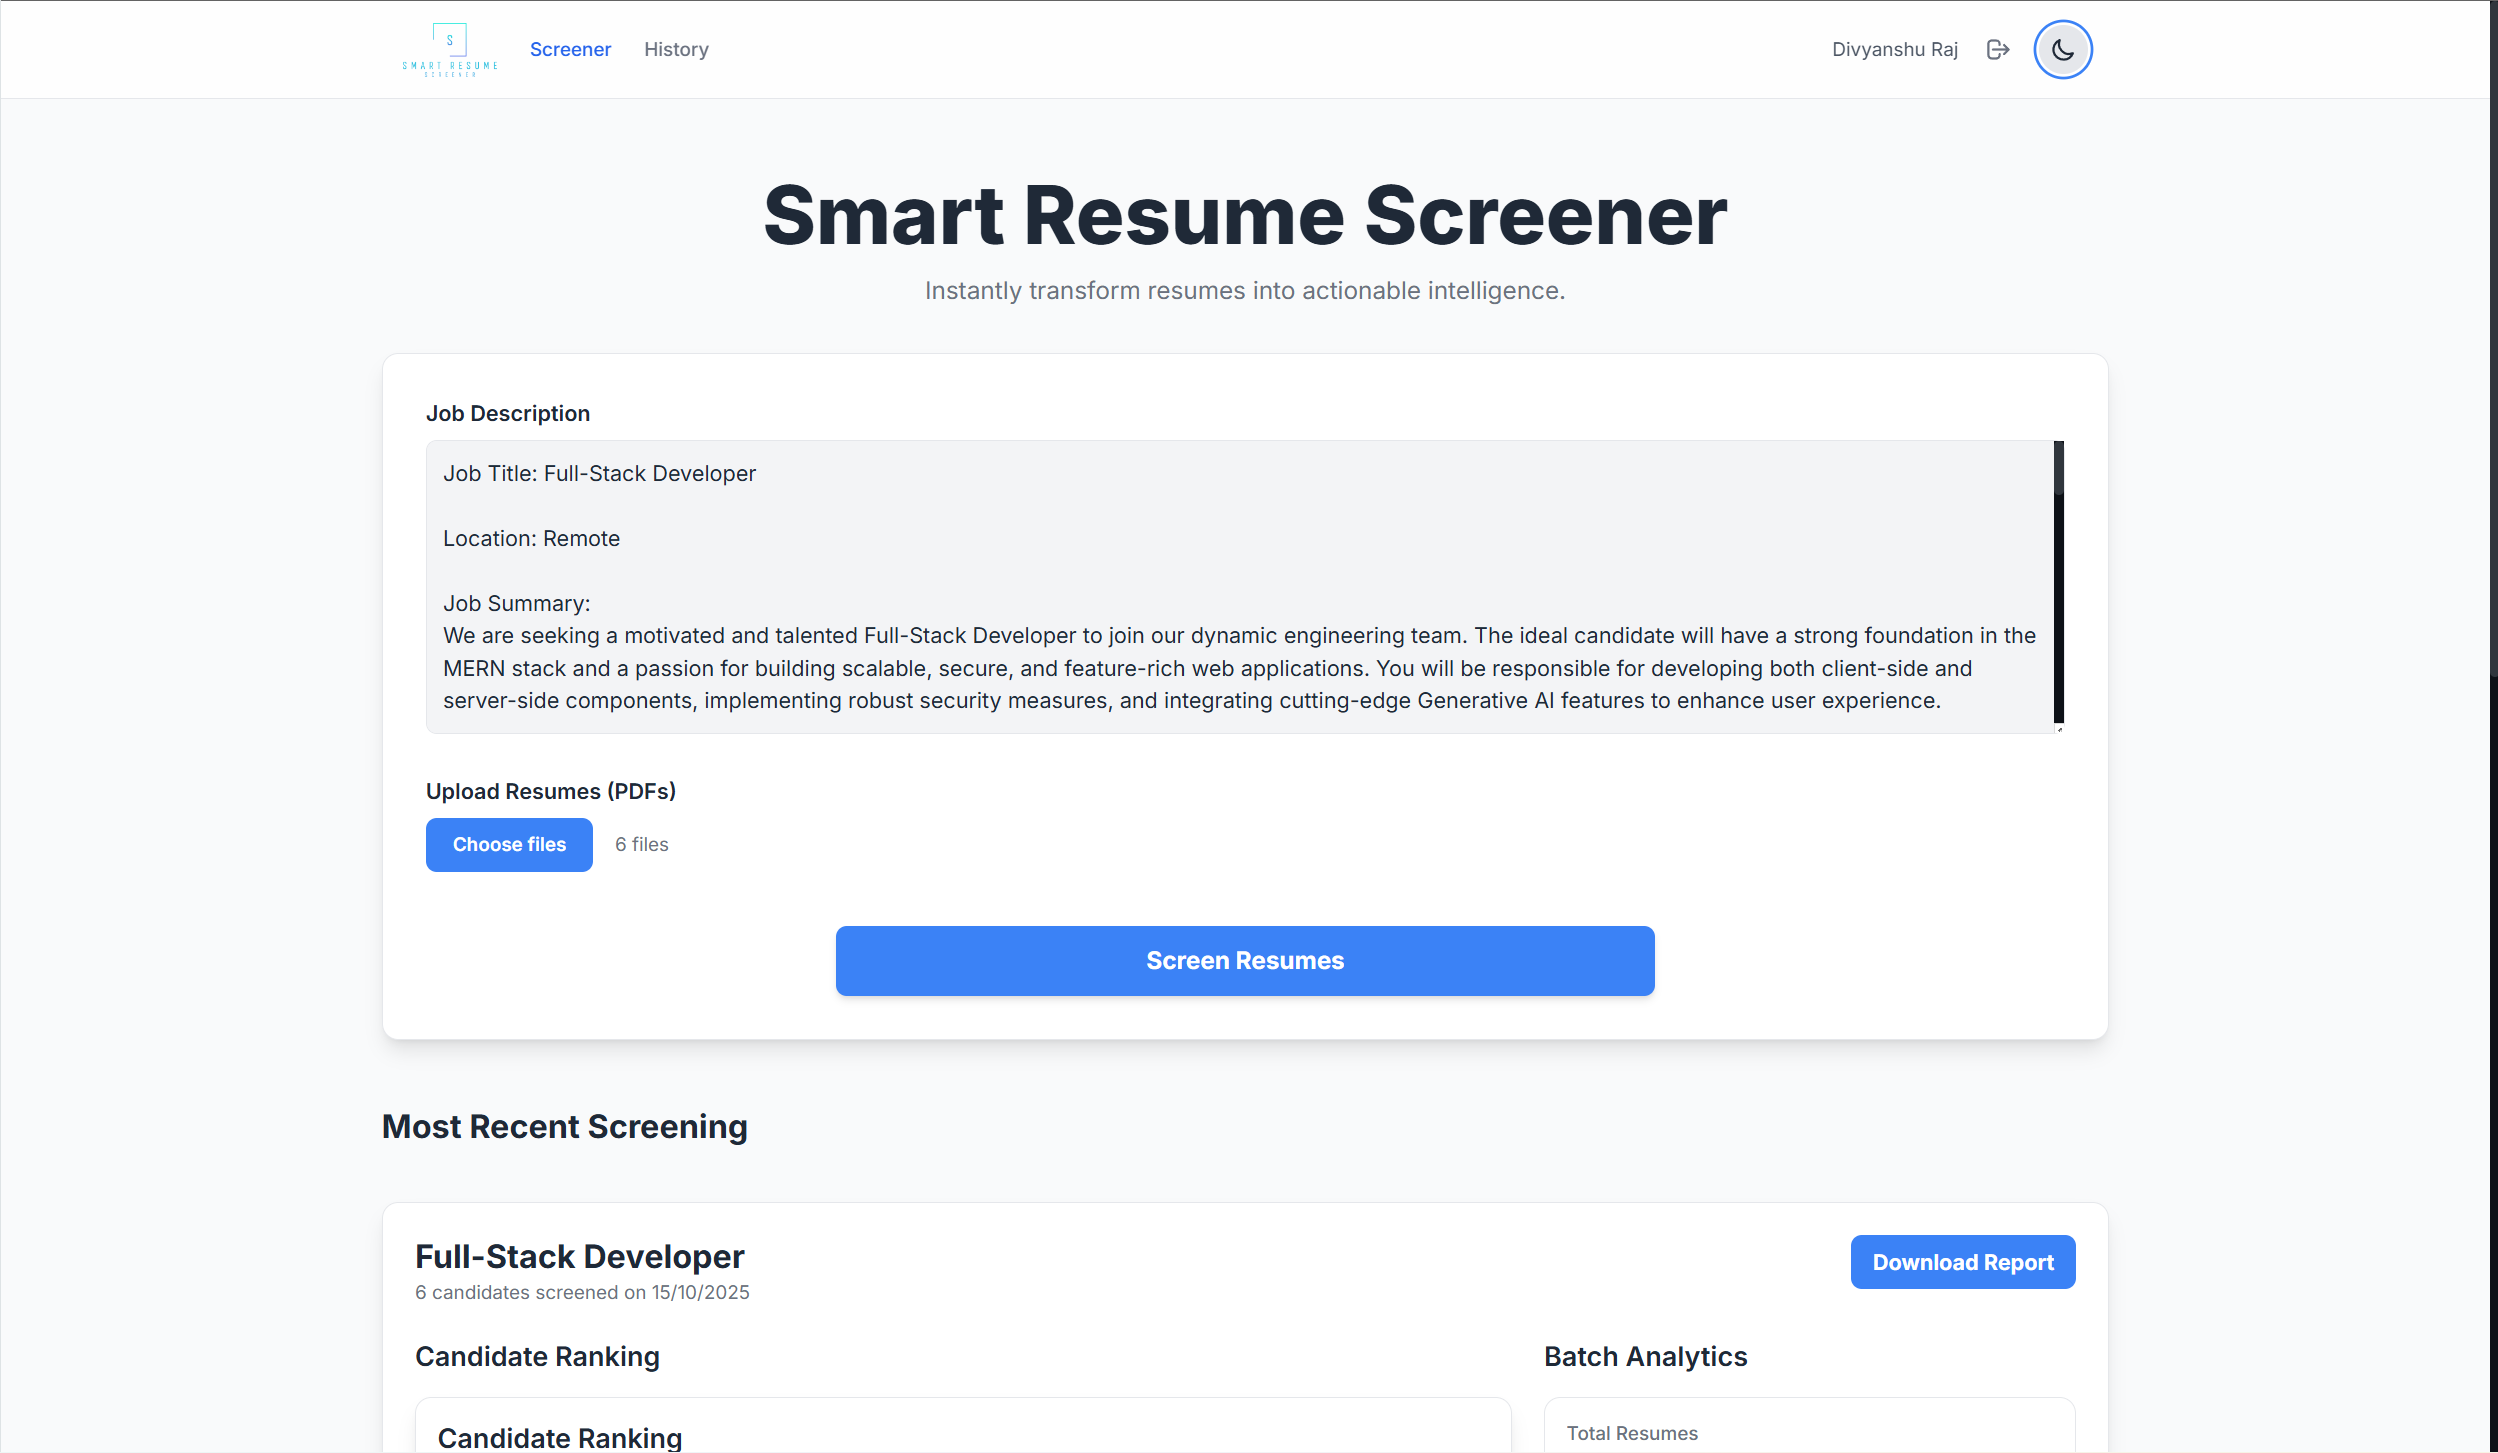 S
SMART RESUME
SCREENER
Screener
History
Divyanshu Raj
Smart Resume Screener
Instantly transform resumes into actionable intelligence.
Job Description
Job Title: Full-Stack Developer
Location: Remote
Job Summary:
We are seeking a motivated and talented Full-Stack Developer to join our dynamic engineering team. The ideal candidate will have a strong foundation in the
MERN stack and a passion for building scalable, secure, and feature-rich web applications. You will be responsible for developing both client-side and
server-side components, implementing robust security measures, and integrating cutting-edge Generative AI features to enhance user experience.
Upload Resumes (PDFs)
Choose files
6 files
Screen Resumes
Most Recent Screening
Full-Stack Developer
Download Report
6 candidates screened on 15/10/2025
Candidate Ranking
Batch Analytics
Candidate Ranking
Total Resumes